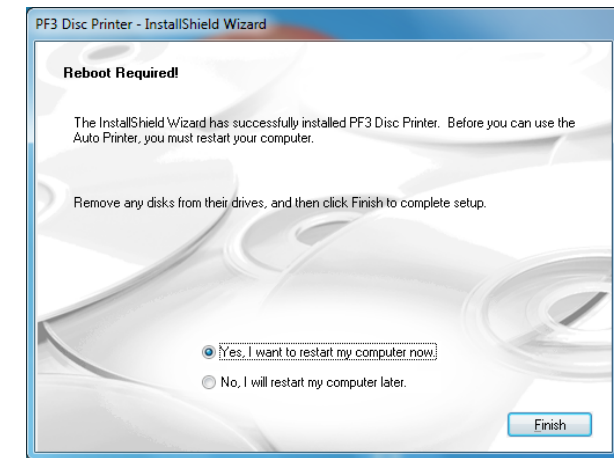 PF3 Disc Printer - InstallShield Wizard
Reboot Required!
The InstallShield Wizard has successfully installed PF3 Disc Printer. Before you can use the
Auto Printer, you must restart your computer.
Remove any disks from their drives, and then click Finish to complete setup.
Yes, I want to restart my computer now.
No, I will restart my computer later.
Finish